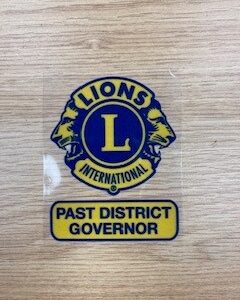 LIONS
L
INTERNATIONAL
®
PAST DISTRICT
GOVERNOR